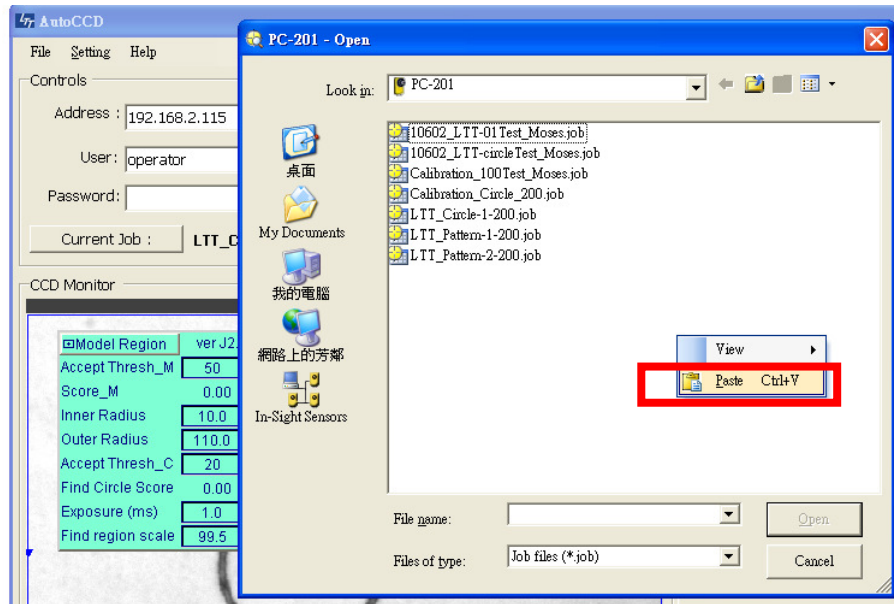 AutoCCD
File Setting Help
Controls
Address : 192.168.2.115
User: operator
Password:
Current Job : LTT_C
CCD Monitor
Model Region ver J2.
Accept Thresh_M 50
Score_M 0.00
Inner Radius 10.0
Outer Radius 110.0
Accept Thresh_C 20
Find Circle Score 0.00
Exposure (ms) 1.0
Find region scale 99.5
PC-201 - Open
Look in: PC-201
桌面
My Documents
我的電腦
網路上的芳鄰
In-Sight Sensors
10602_LTT-01Test_Moses.job
10602_LTT-circleTest_Moses.job
Calibration_100Test_Moses.job
Calibration_Circle_200.job
LTT_Circle-1-200.job
LTT_Pattern-1-200.job
LTT_Pattern-2-200.job
View
Paste Ctrl+V
File name:
Open
Files of type: Job files (*.job)
Cancel